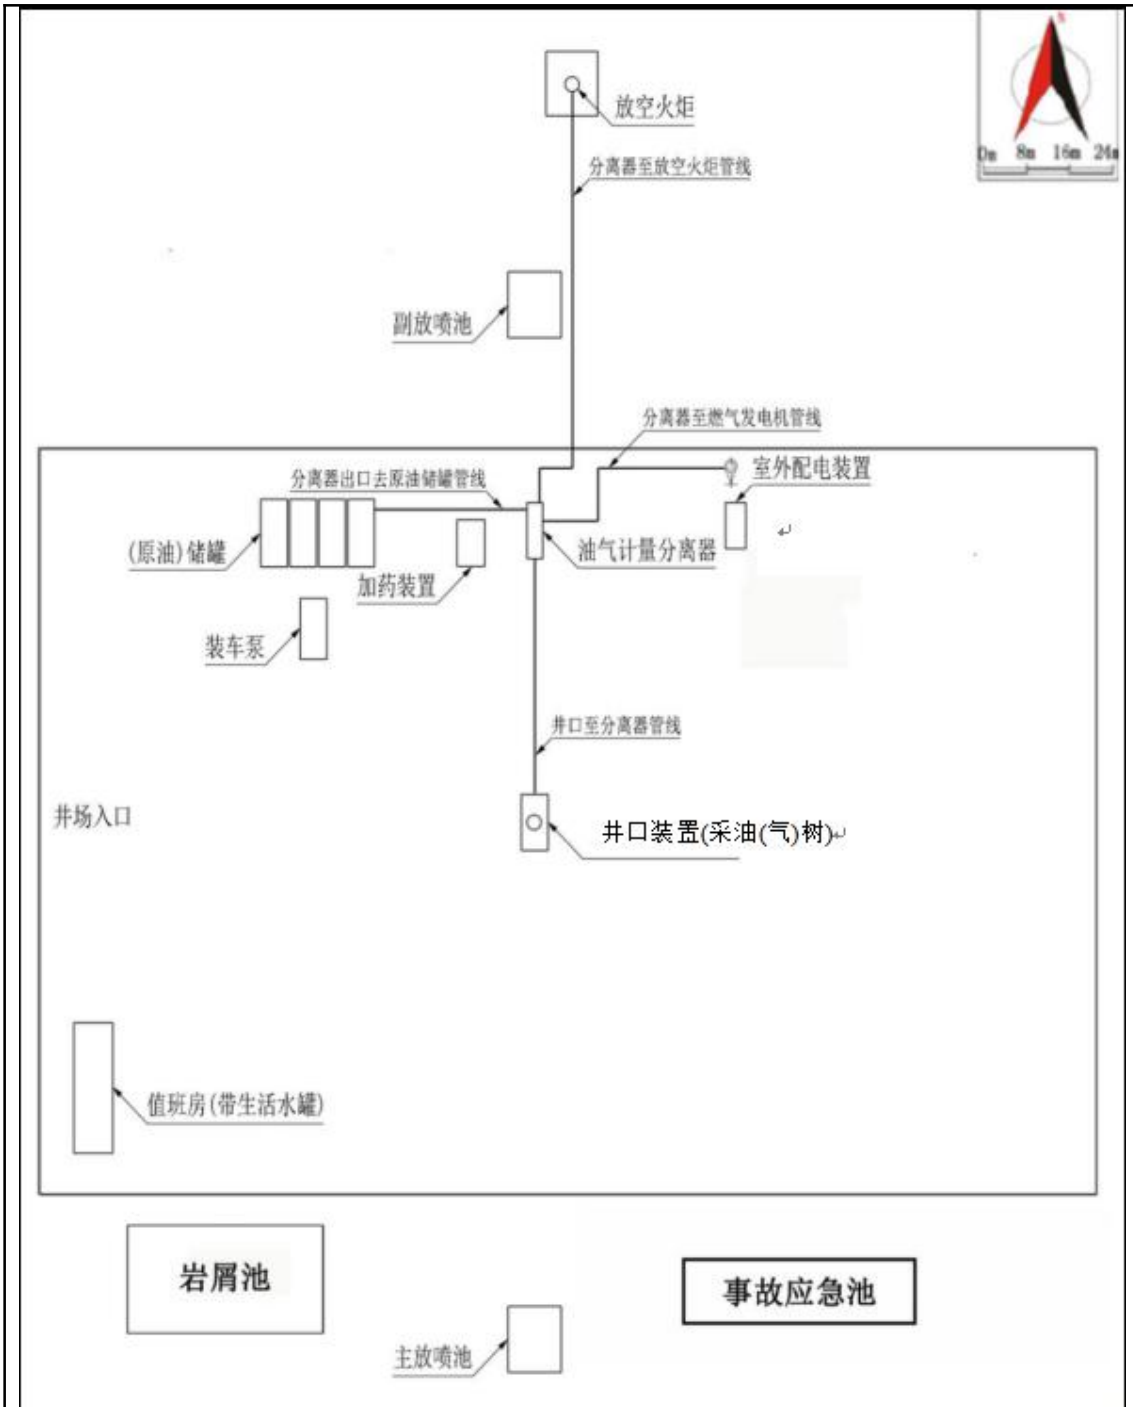 N
0m 8m 16m 24m
放空火炬
分离器至放空火炬管线
副放喷池
分离器至燃气发电机管线
分离器出口去原油储罐管线
室外配电装置
(原油)储罐
油气计量分离器
加药装置
装车泵
井口至分离器管线
井场入口
井口装置(采油(气)树)
值班房(带生活水罐)
岩屑池
事故应急池
主放喷池